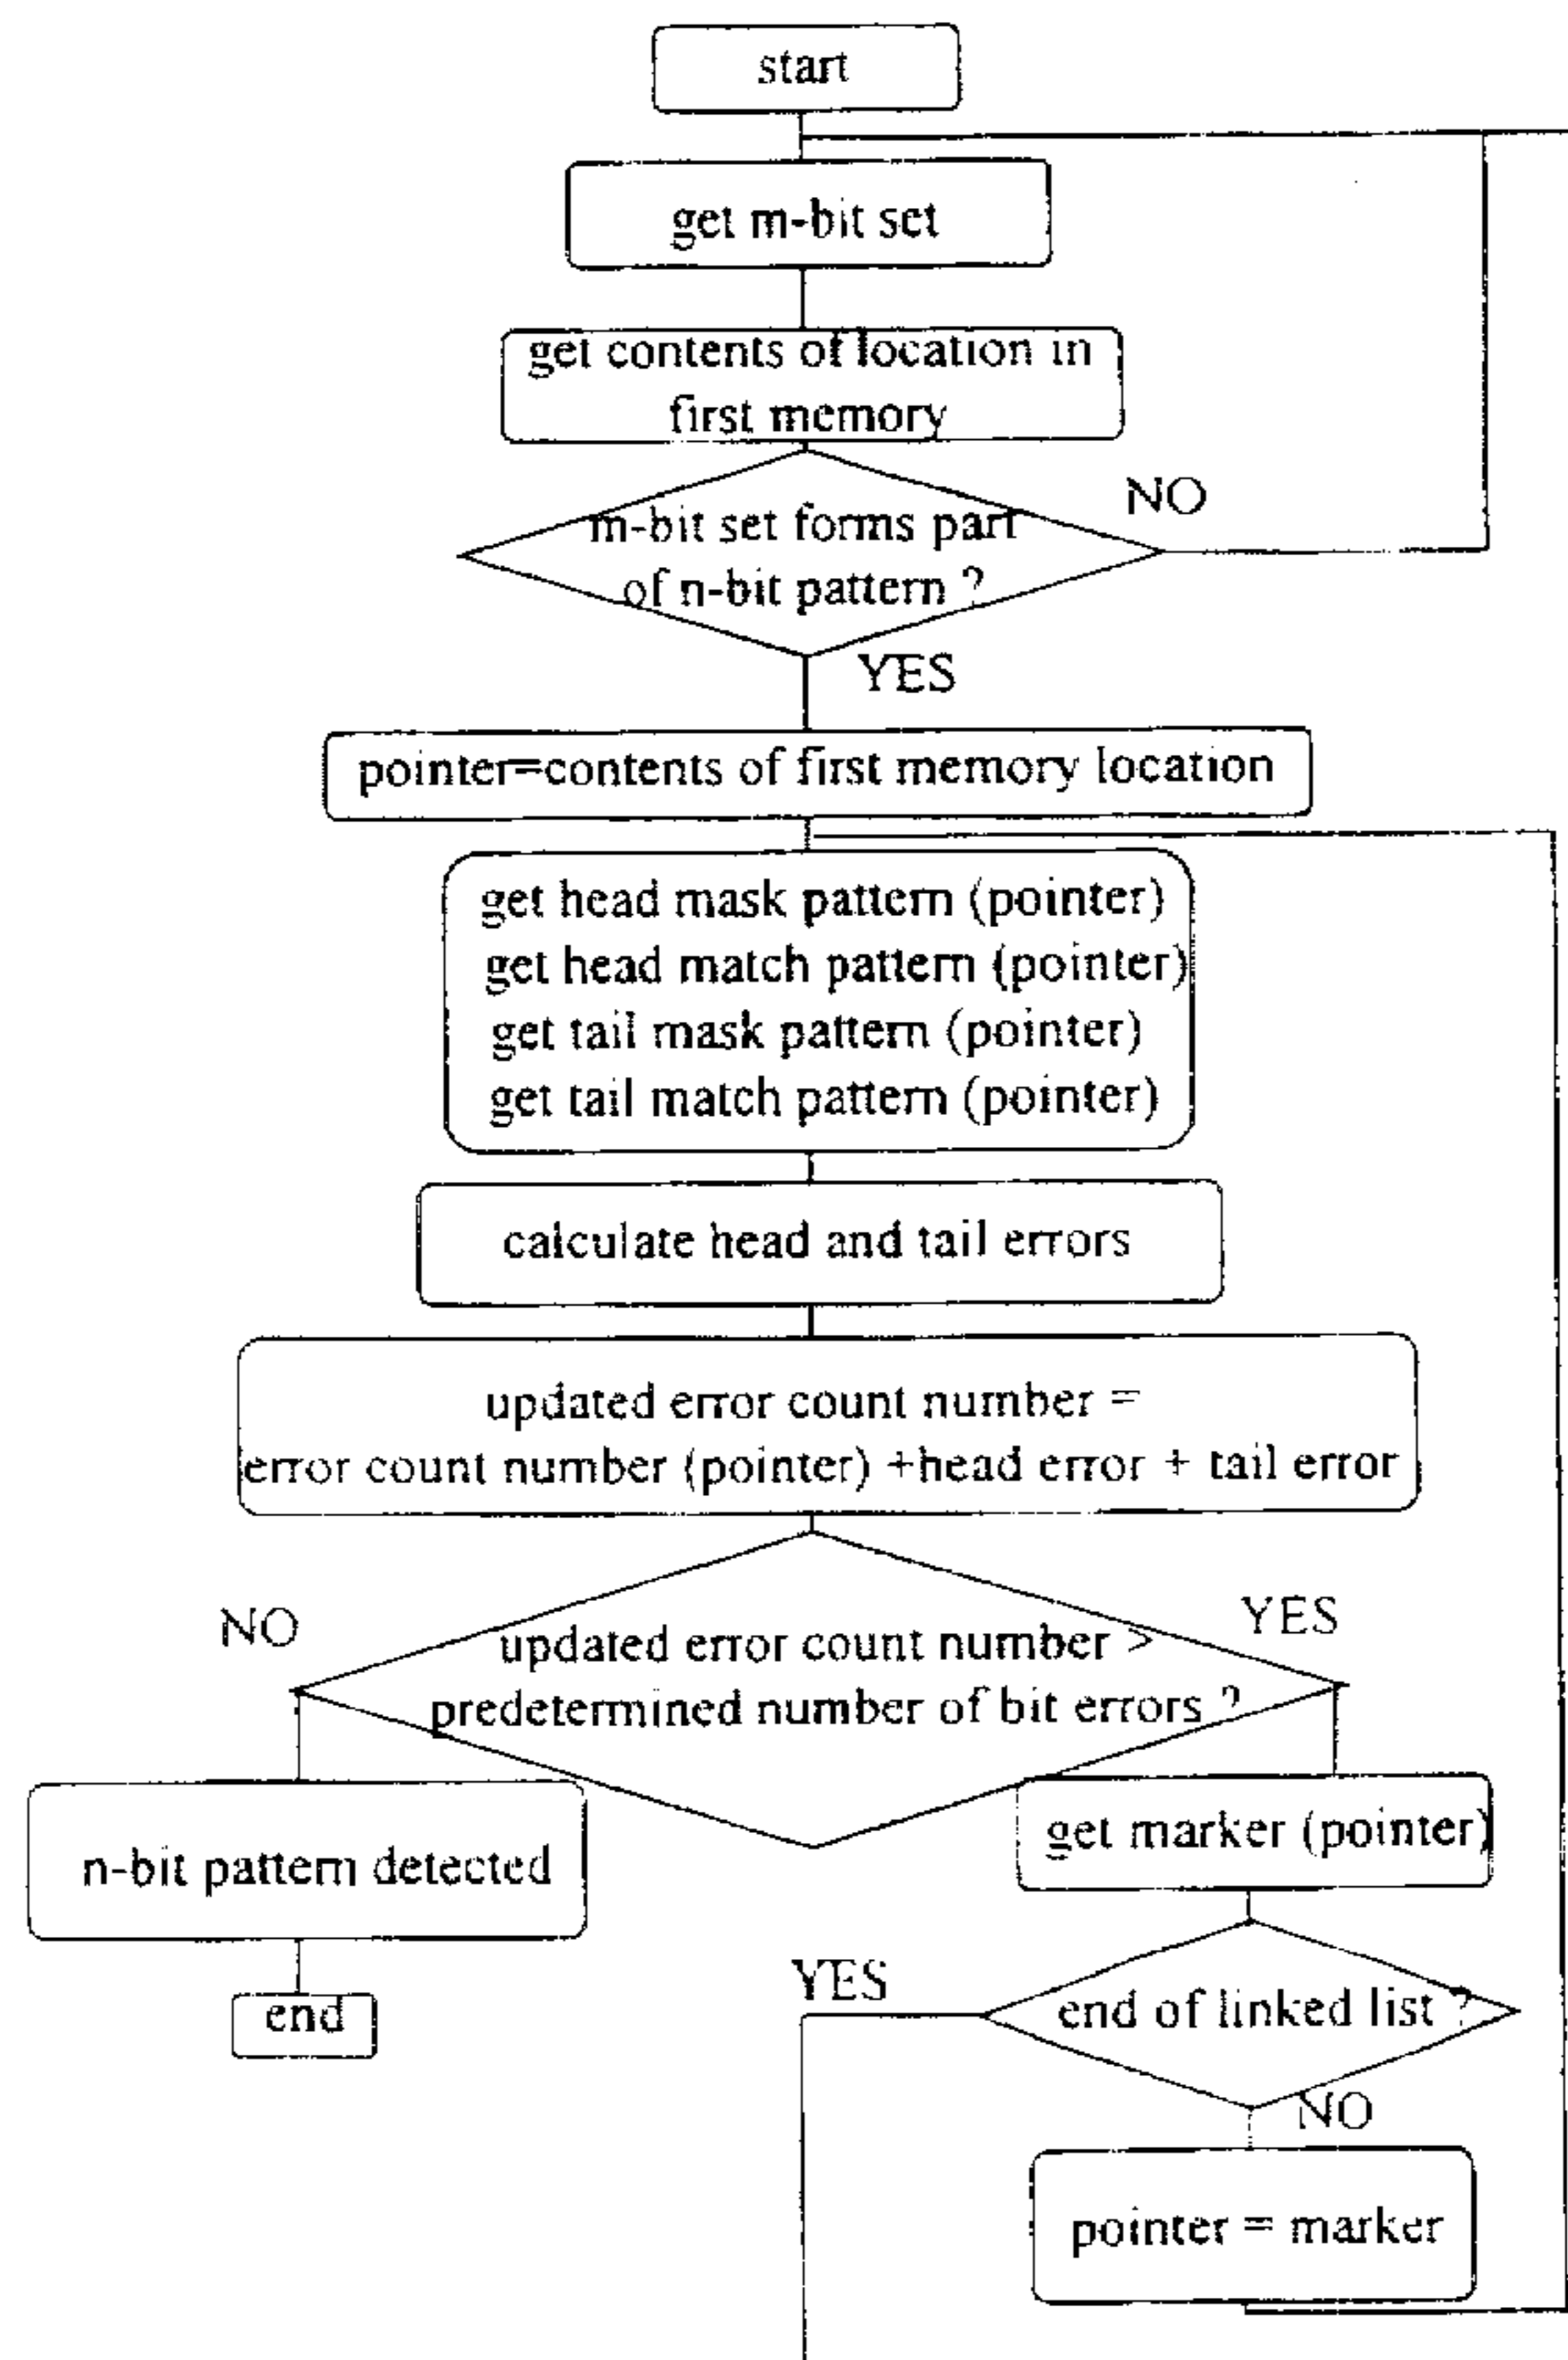 start
get m-bit set
get contents of location in
first memory
NO
m-bit set forms part
of n-bit pattern ?
YES
pointer=contents of first memory location
get head mask pattern (pointer)
get head match pattern (pointer)
get tail mask pattern (pointer)
get tail match pattern (pointer)
calculate head and tail errors
updated error count number =
error count number (pointer) +head error + tail error
NO
YES
updated error count number >
predetermined number of bit errors ?
get marker (pointer)
n-bit pattern detected
YES
end of linked list ?
end
NO
pointer = marker